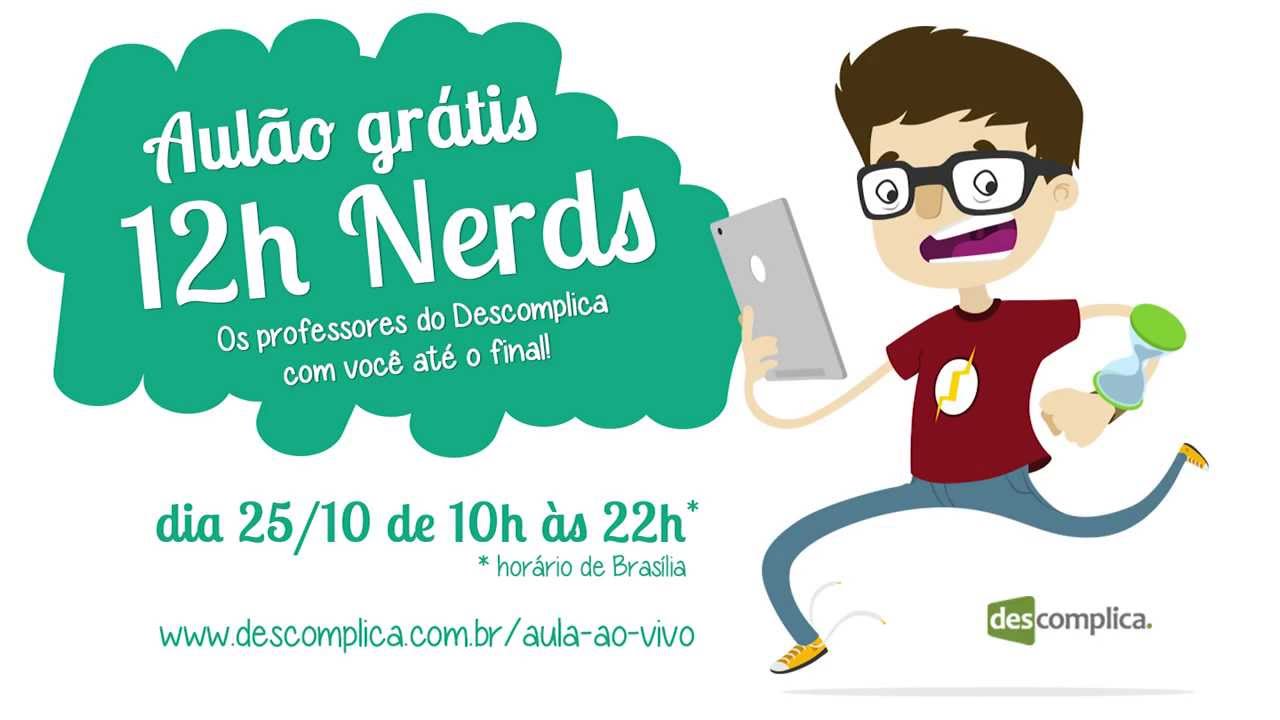 Aulão grátis
12h Nerds
Os professores do Descomplica
com você até o final!
dia 25/10 de 10h às 22h*
* horário de Brasília
www.descomplica.com.br/aula-ao-vivo
descomplica.